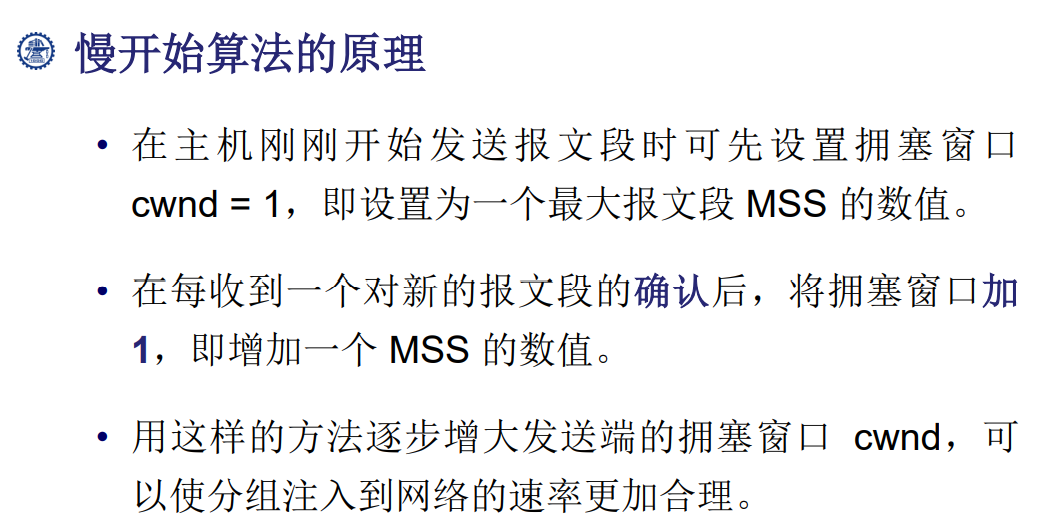 慢开始算法的原理
• 在主机刚刚开始发送报文段时可先设置拥塞窗口
cwnd = 1，即设置为一个最大报文段 MSS 的数值。
• 在每收到一个对新的报文段的确认后，将拥塞窗口加
1，即增加一个 MSS 的数值。
• 用这样的方法逐步增大发送端的拥塞窗口 cwnd，可
以使分组注入到网络的速率更加合理。